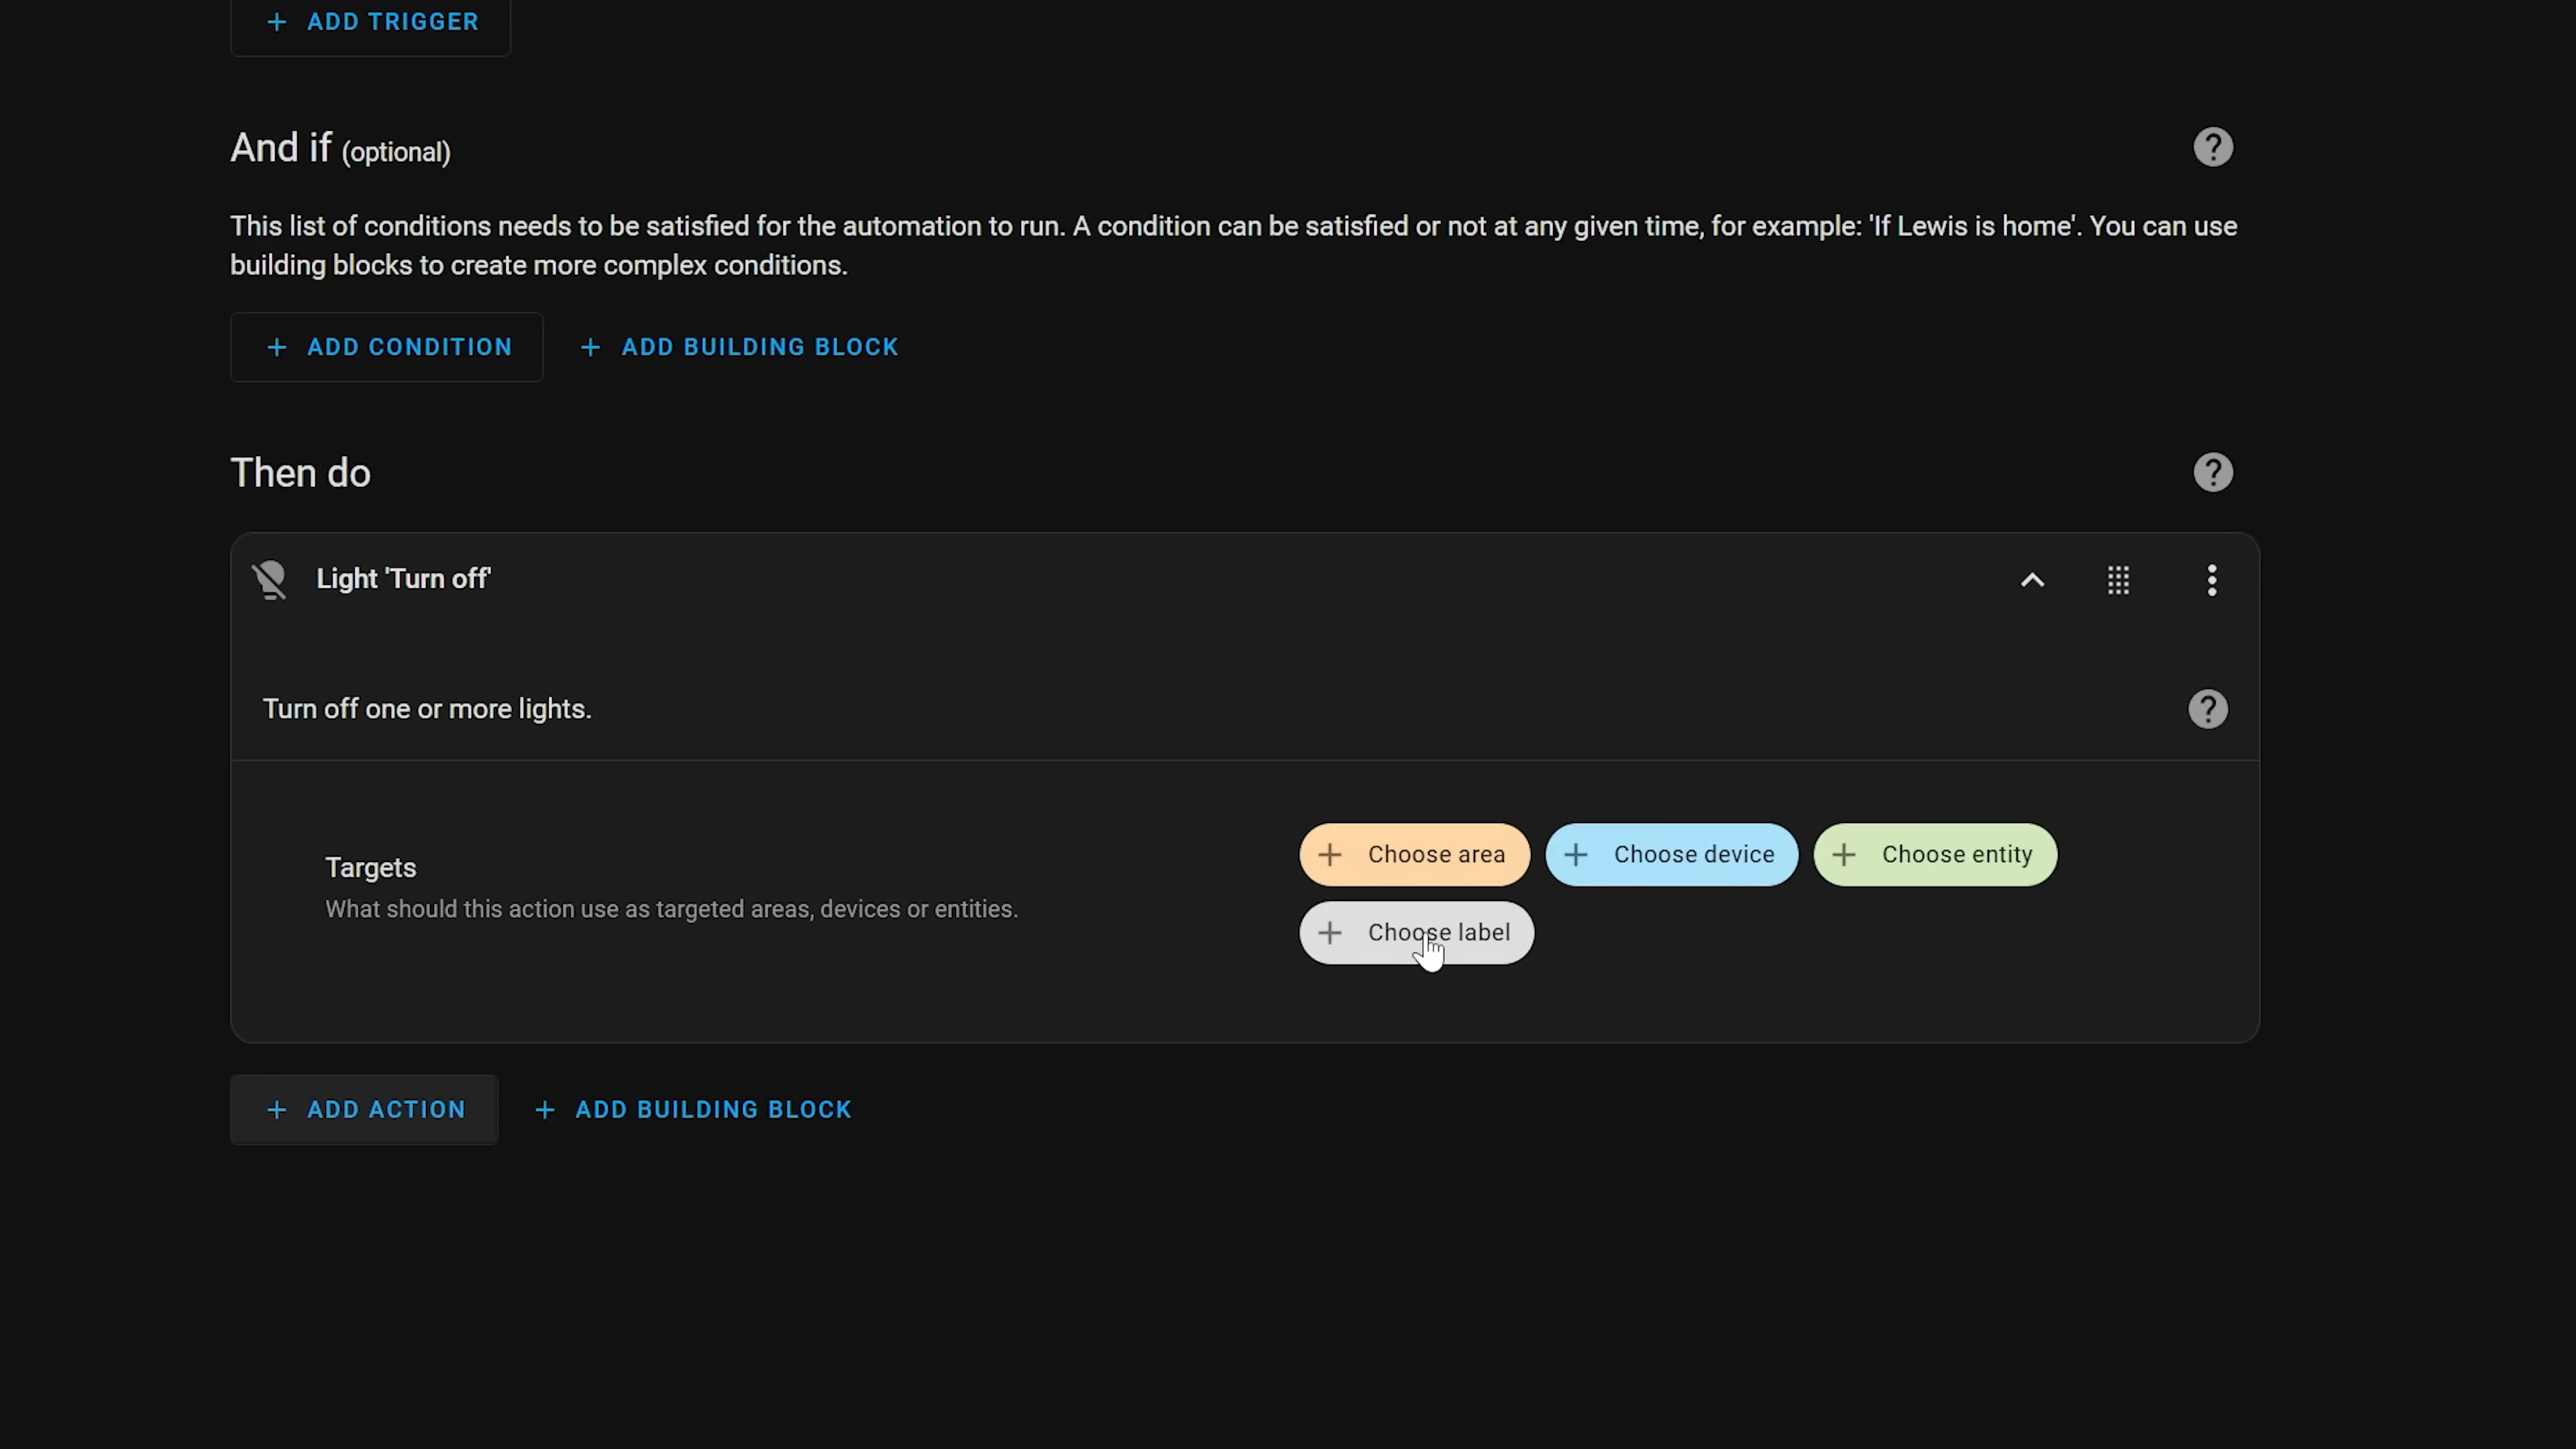 + ADD TRIGGER
And if (optional)
This list of conditions needs to be satisfied for the automation to run. A condition can be satisfied or not at any given time, for example: 'If Lewis is home'. You can use
building blocks to create more complex conditions.
+ ADD CONDITION + ADD BUILDING BLOCK
Then do
Light 'Turn off'
Turn off one or more lights.
+ Choose area + Choose device + Choose entity
Targets
What should this action use as targeted areas, devices or entities.
+ Choose label
+ ADD ACTION + ADD BUILDING BLOCK